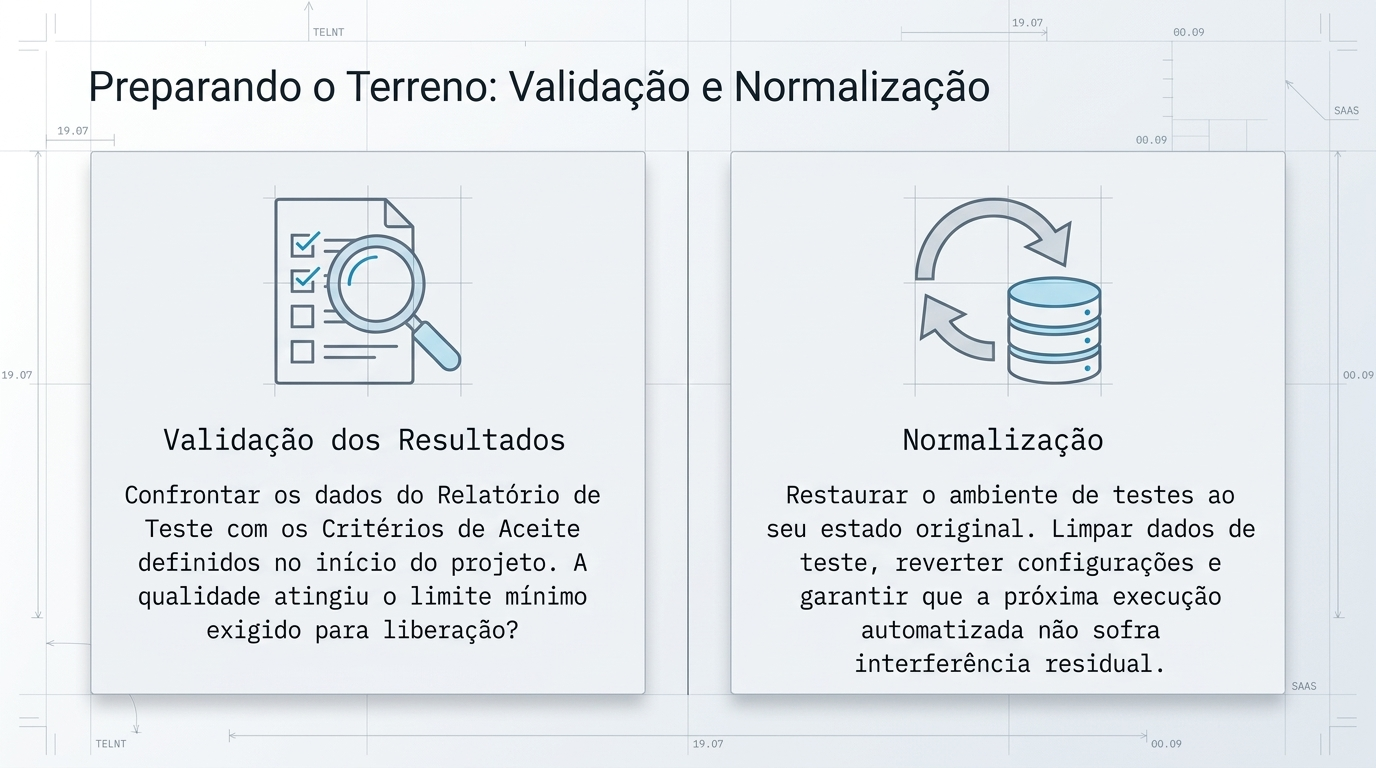 TELNT
19.07
00.09
Preparando o Terreno: Validação e Normalização
SAAS
19.07
00.09
Validação dos Resultados
Confrontar os dados do Relatório de
Teste com os Critérios de Aceite
definidos no início do projeto. A
qualidade atingiu o limite mínimo
exigido para liberação?
Normalização
Restaurar o ambiente de testes ao
seu estado original. Limpar dados de
teste, reverter configurações e
garantir que a próxima execução
automatizada não sofra
interferência residual.
19.07
00.09
SAAS
TELNT
19.07
00.09